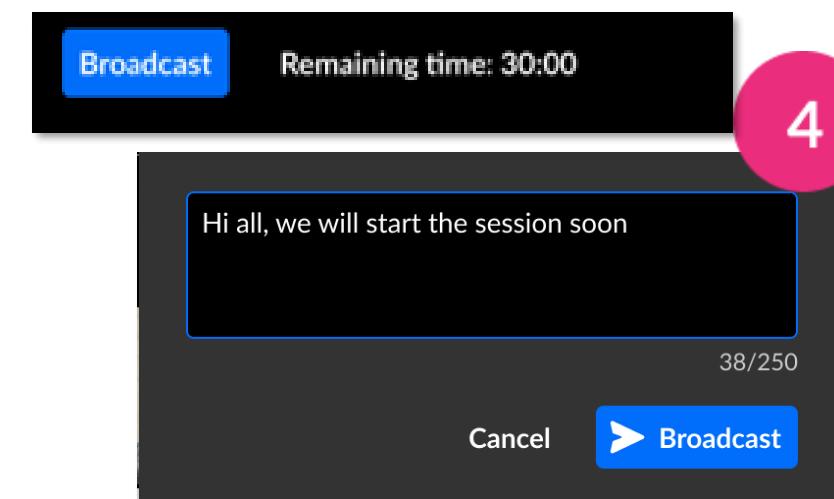 Broadcast Remaining time: 30:00
4
Hi all, we will start the session soon
38/250
Cancel Broadcast